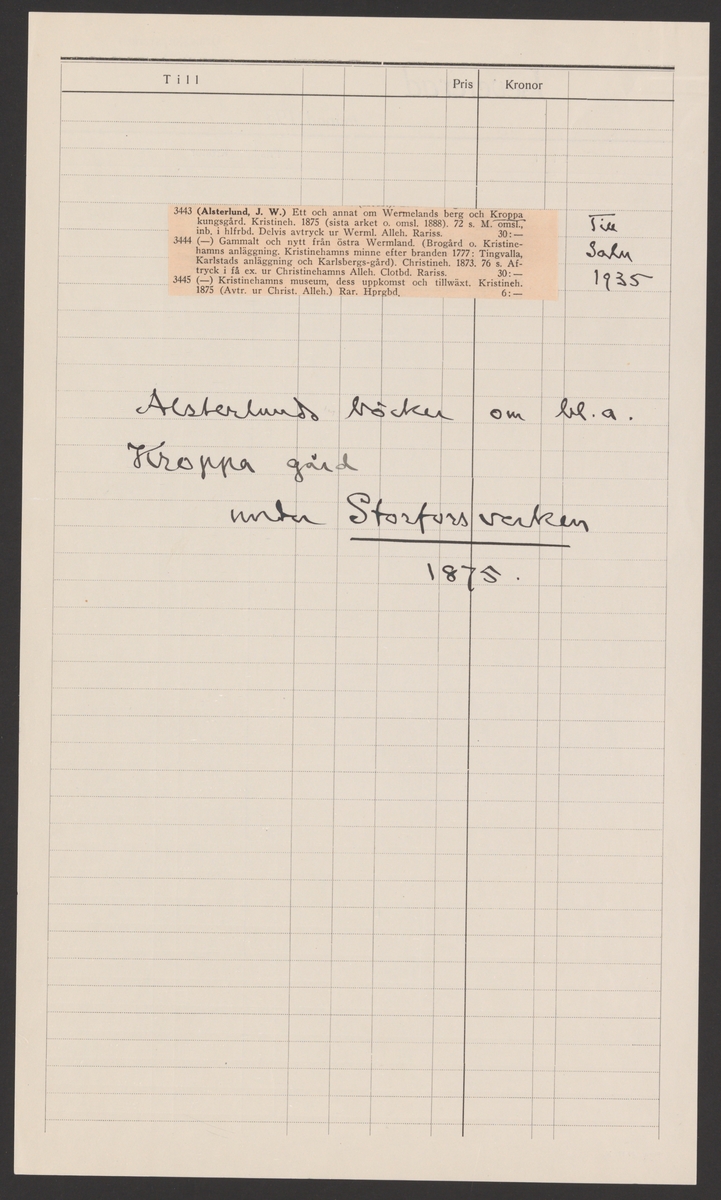 Till Pris Kronor
3443 (Alsterlund, J. W.) Ett och annat om Wermelands berg och Kroppa
kungsgård. Kristineh. 1875 (sista arket o. omsl. 1888). 72 s. M. omsl.,
inb. i hlfrbd. Delvis avtryck ur Werml. Alleh. Rariss. 30:—
3444 (—) Gammalt och nytt från östra Wermland. (Brogård o. Kristine-
hamns anläggning. Kristinehamns minne efter branden 1777; Tingvalla,
Karlstads anläggning och Karlsbergs-gård). Christineh. 1873. 76 s. Af-
tryck i få ex. ur Christinehamns Alleh. Clotbd. Rariss. 30:—
3445 (—) Kristinehamns museum, dess uppkomst och tillwäxt. Kristineh.
1875 (Avtr. ur Christ. Alleh.) Rar. Hprgbd. 6:—
Till
1935
Alsterlunds böcker om bl.a.
Kroppa gård
under Storforsverken
1875.